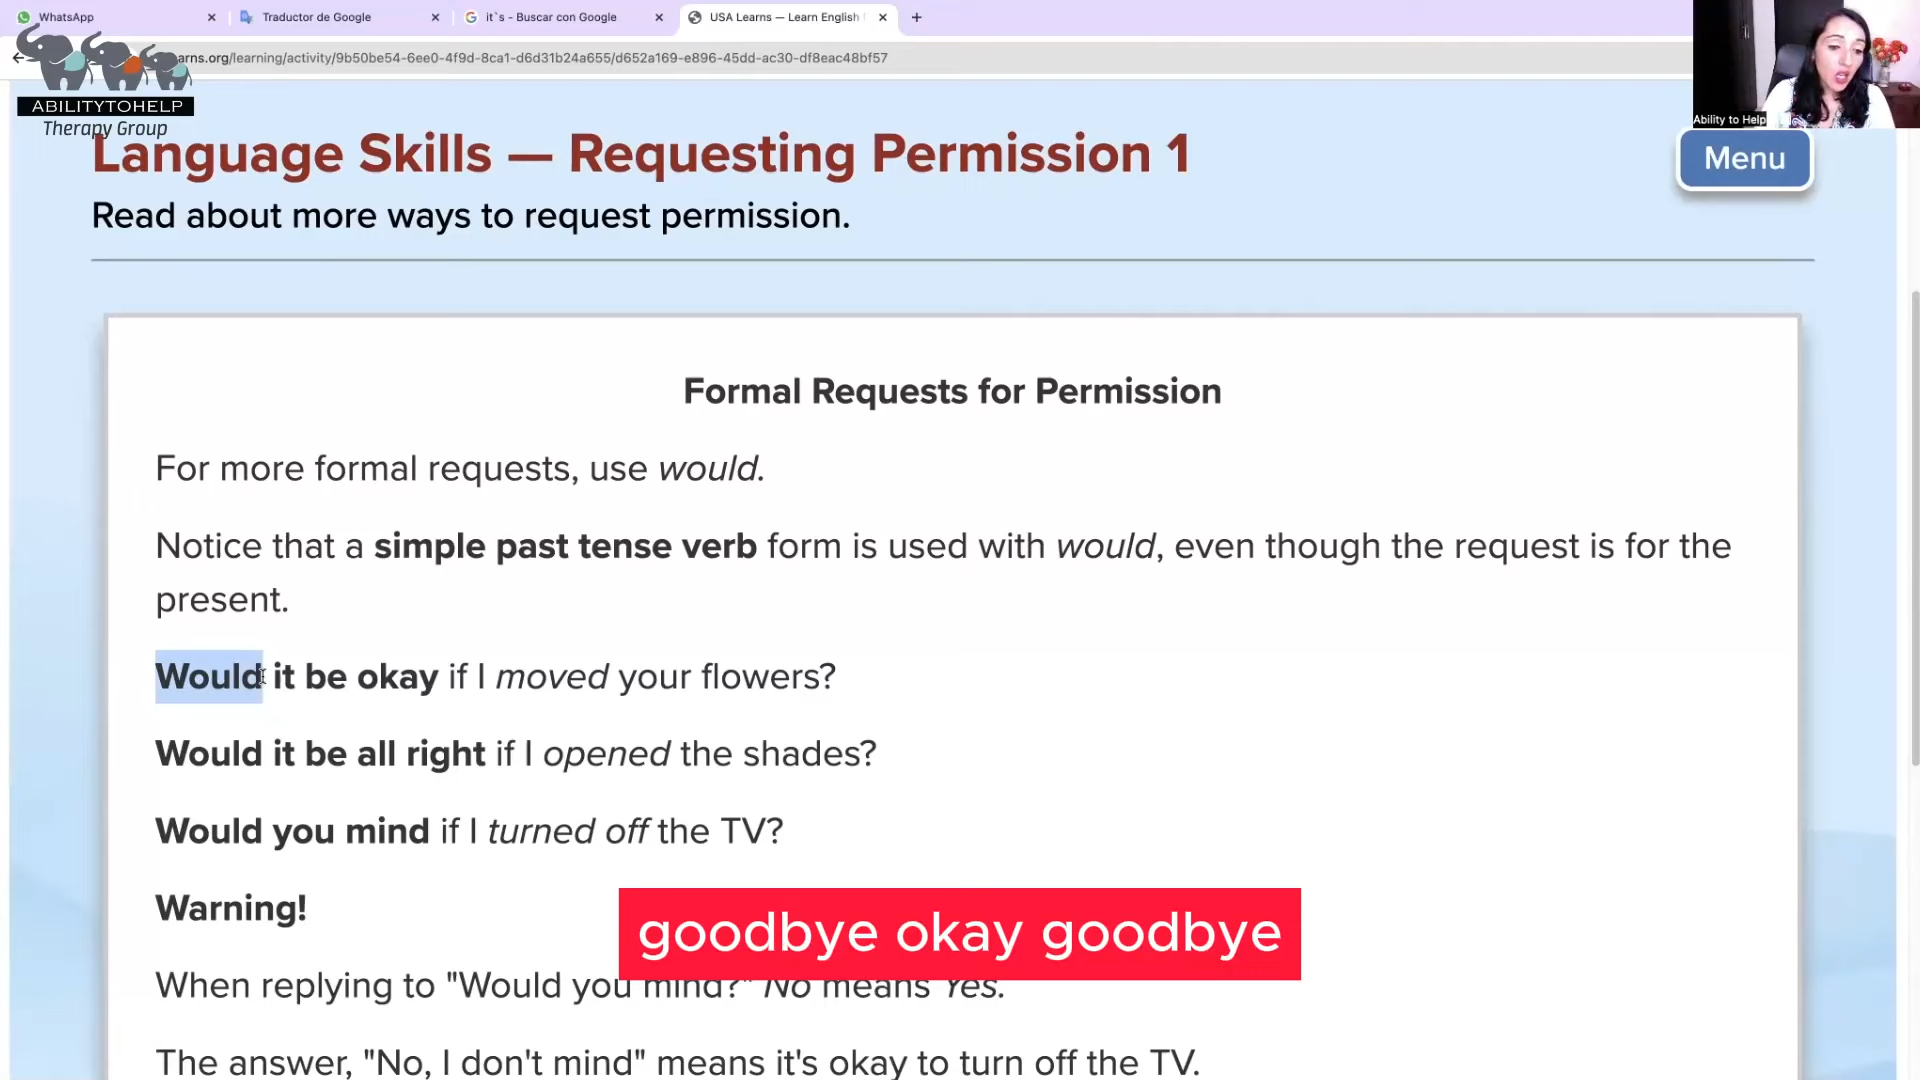 WhatsApp
Traductor de Google
it`s - Buscar con Google
USA Learns — Learn English
arns.org/learning/activity/9b50be54-6ee0-4f9d-8ca1-d6d31b24a655/d652a169-e896-45dd-ac30-df8eac48bf57
ABILITYTOHELP
Therapy Group
Ability to Help
Language Skills — Requesting Permission 1
Menu
Read about more ways to request permission.
Formal Requests for Permission
For more formal requests, use would.
Notice that a simple past tense verb form is used with would, even though the request is for the
present.
Would it be okay if I moved your flowers?
Would it be all right if I opened the shades?
Would you mind if I turned off the TV?
Warning!
goodbye okay goodbye
When replying to "Would you mind?" No means Yes.
The answer, "No, I don't mind" means it's okay to turn off the TV.